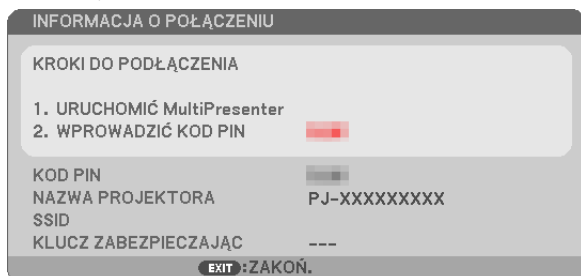 INFORMACJA O POŁĄCZENIU
KROKI DO PODŁĄCZENIA
1. URUCHOMIĆ MultiPresenter
2. WPROWADZIĆ KOD PIN
KOD PIN
NAZWA PROJEKTORA PJ-XXXXXXXXX
SSID
KLUCZ ZABEZPIECZAJĄC ---
EXIT :ZAKOŃ.